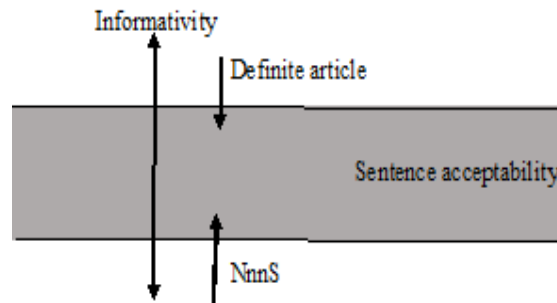 Informativity
Definite article
Sentence acceptability
NnnS